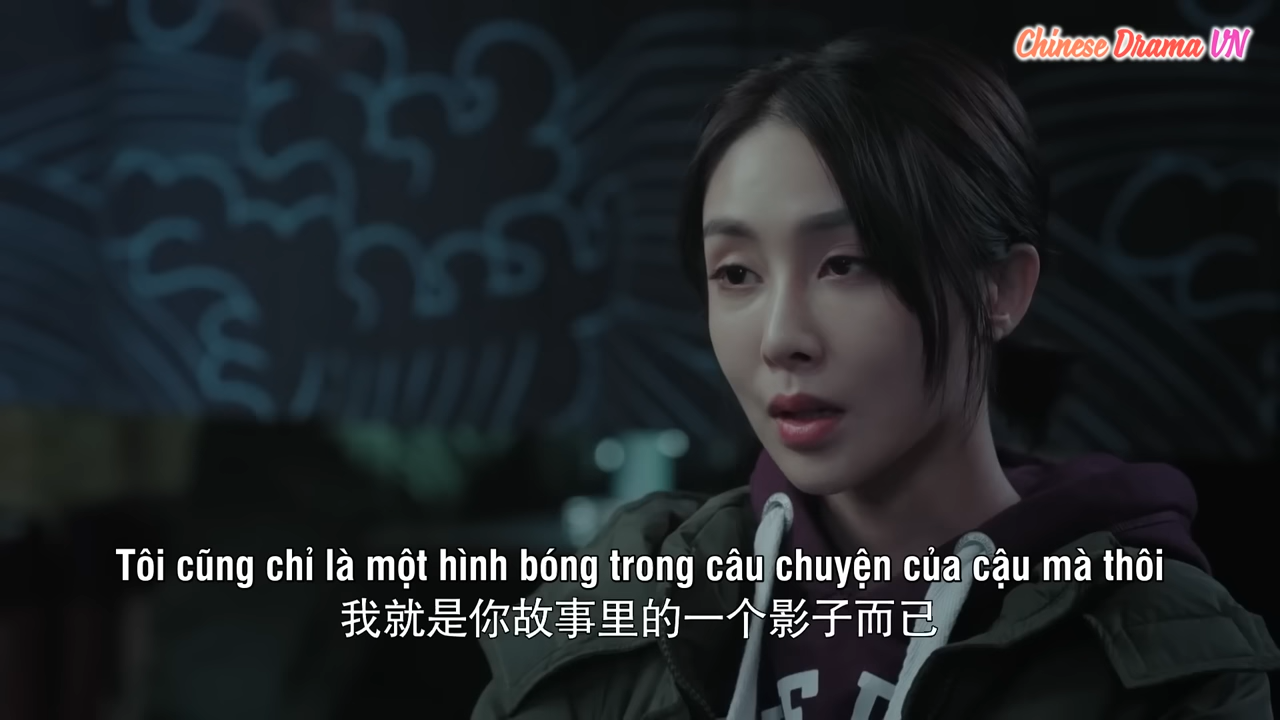 Chinese Drama VN
Tôi cũng chỉ là một hình bóng trong câu chuyện của cậu mà thôi
我就是你故事里的一个影子而已